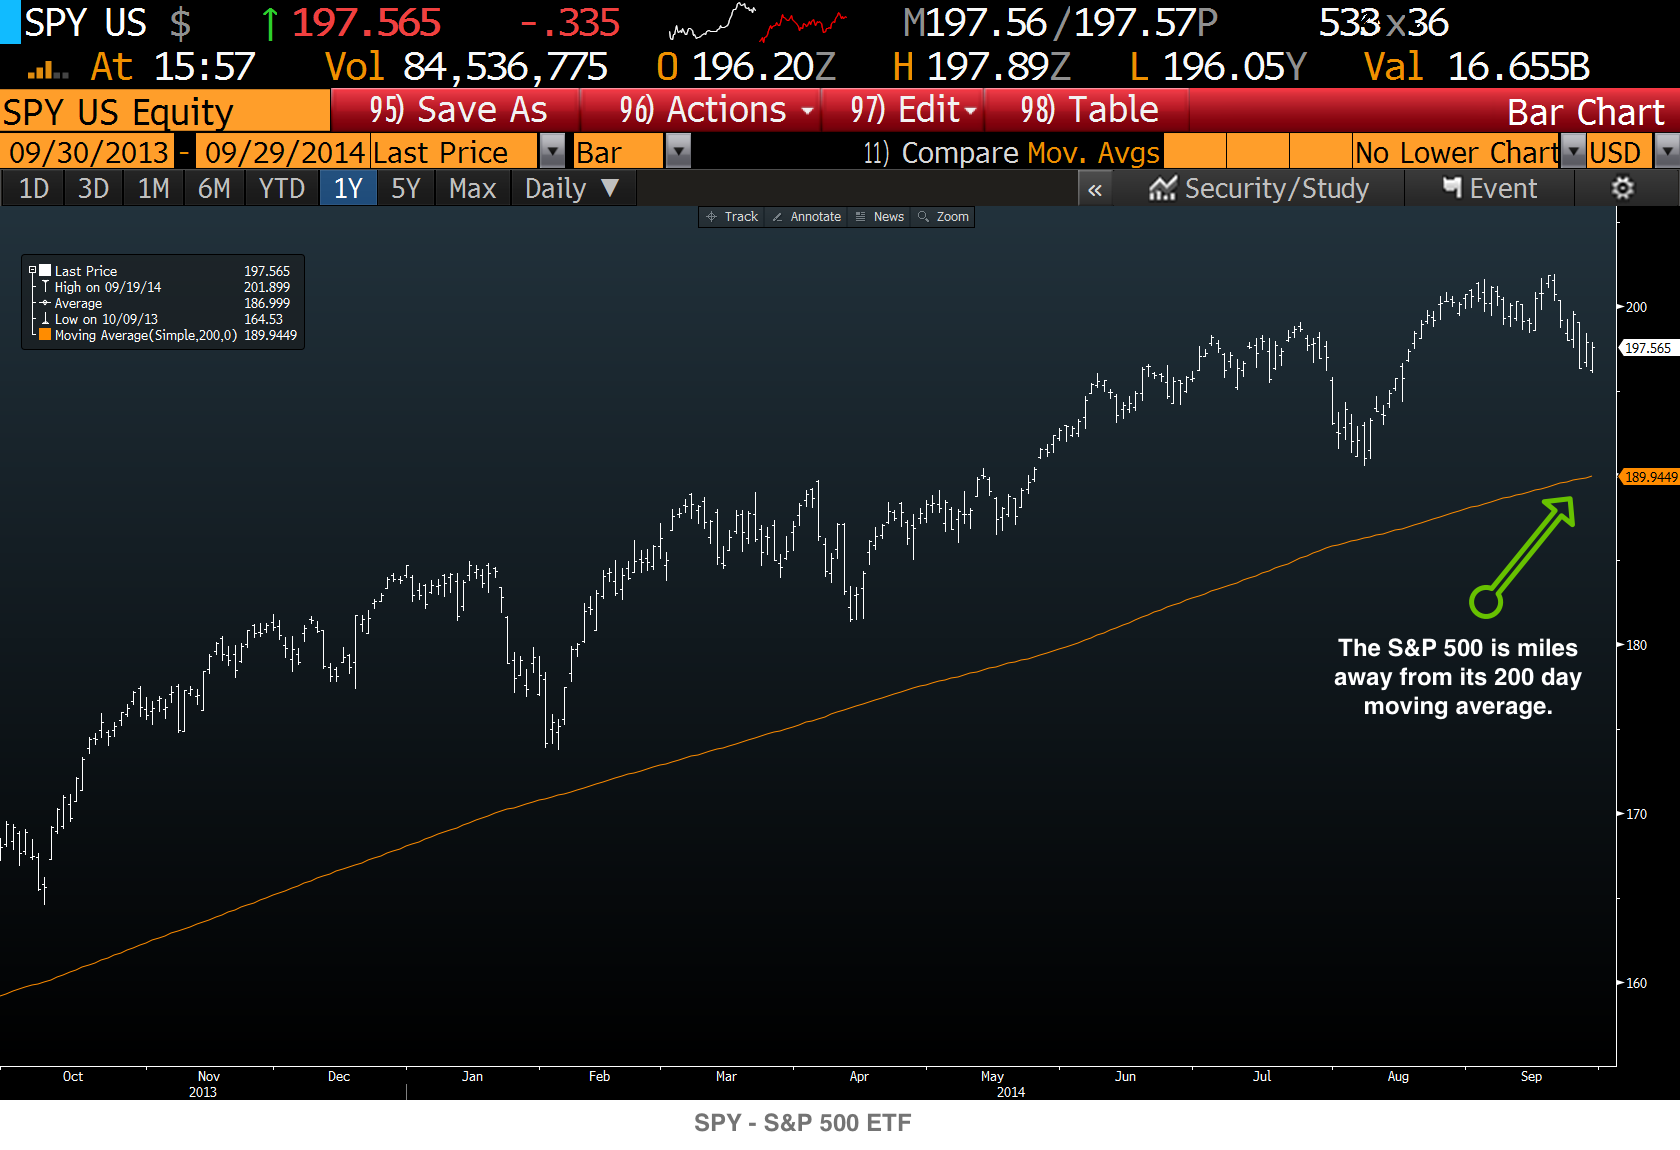 SPY US $ ↑ 197.565 -.335 M197.56/197.57P 533x36
At 15:57 Vol 84,536,775 O 196.20Z H 197.89Z L 196.05Y Val 16.655B
SPY US Equity 95) Save As 96) Actions 97) Edit 98) Table Bar Chart
09/30/2013 - 09/29/2014 Last Price Bar 11) Compare Mov. Avgs No Lower Chart USD
1D 3D 1M 6M YTD 1Y 5Y Max Daily ▼ « Security/Study Event
Track Annotate News Zoom
Last Price 197.565
High on 09/19/14 201.899
Average 186.999
Low on 10/09/13 164.53
Moving Average(Simple,200,0) 189.9449
200
197.565
189.9449
180
170
160
The S&P 500 is miles
away from its 200 day
moving average.
Oct Nov Dec Jan Feb Mar Apr May Jun Jul Aug Sep
2013 2014
SPY - S&P 500 ETF